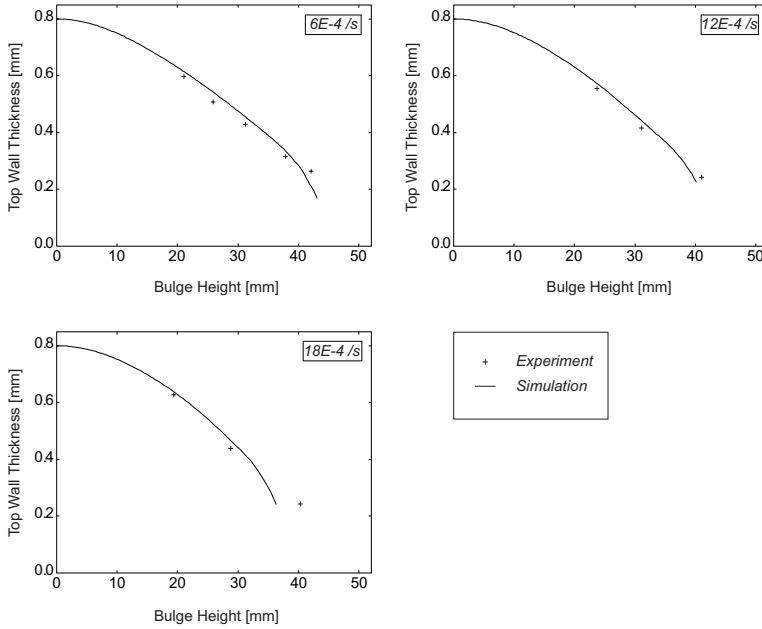 6E-4 /s
Top Wall Thickness [mm]
0.8
0.6
0.4
0.2
0.0
0 10 20 30 40 50
Bulge Height [mm]
12E-4 /s
Top Wall Thickness [mm]
0.8
0.6
0.4
0.2
0.0
0 10 20 30 40 50
Bulge Height [mm]
18E-4 /s
Top Wall Thickness [mm]
0.8
0.6
0.4
0.2
0.0
0 10 20 30 40 50
Bulge Height [mm]
Experiment
Simulation